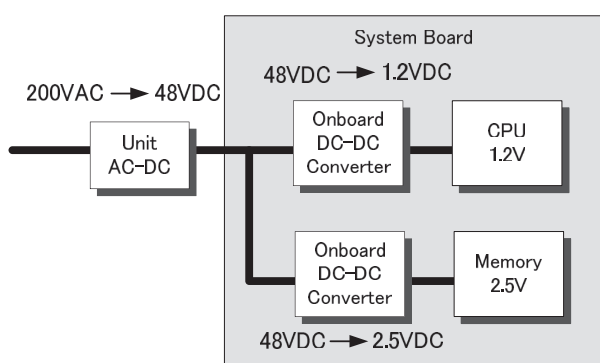 System Board
48VDC → 1.2VDC
200VAC → 48VDC
Onboard
DC-DC
Converter
CPU
1.2V
Unit
AC-DC
Onboard
DC-DC
Converter
Memory
2.5V
48VDC → 2.5VDC